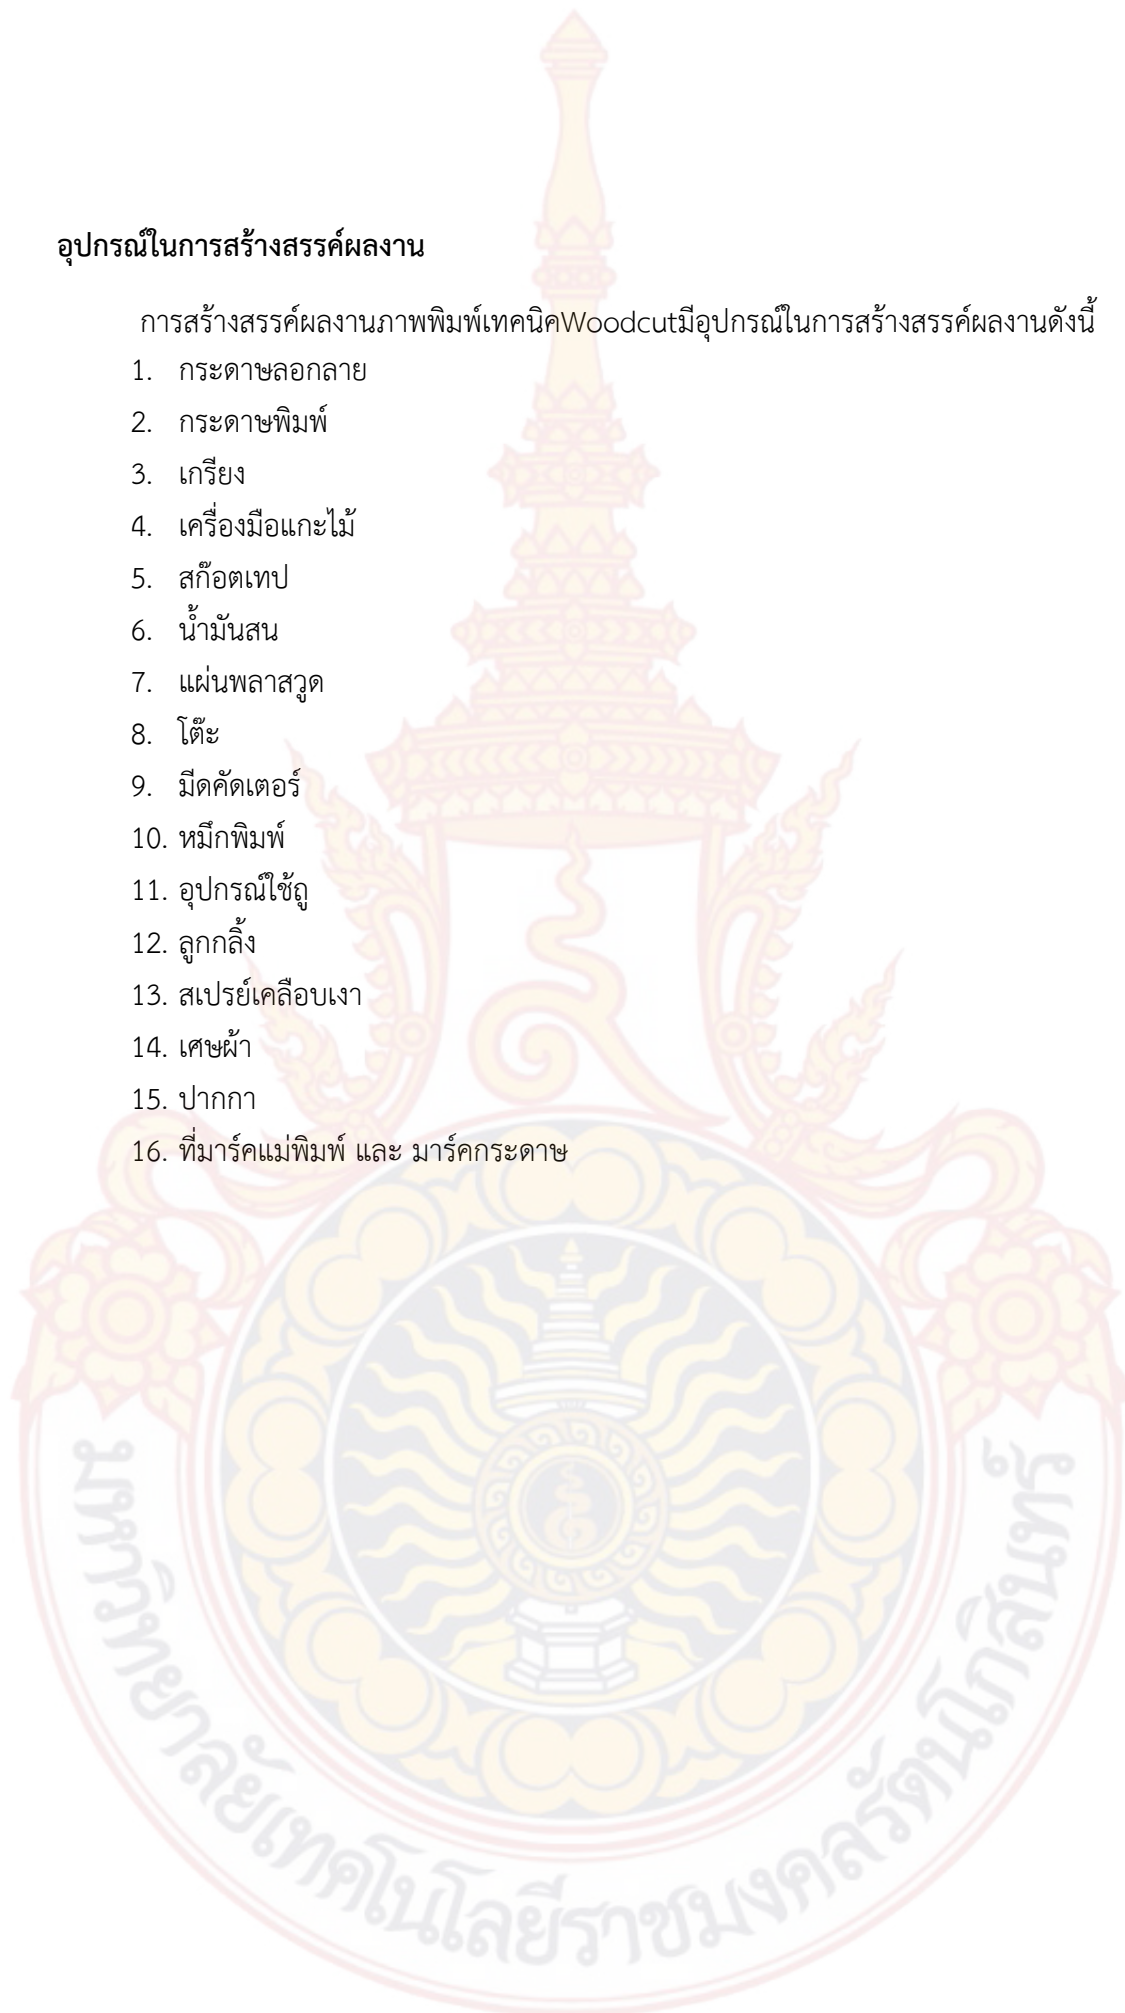 อุปกรณ์ในการสร้างสรรค์ผลงาน
การสร้างสรรค์ผลงานภาพพิมพ์เทคนิคWoodcutมีอุปกรณ์ในการสร้างสรรค์ผลงานดังนี้
1. กระดาษลอกลาย
2. กระดาษพิมพ์
3. เกรียง
4. เครื่องมือแกะไม้
5. สก๊อตเทป
6. น้ำมันสน
7. แผ่นพลาสวูด
8. โต๊ะ
9. มีดคัดเตอร์
10. หมึกพิมพ์
11. อุปกรณ์ใช้ถู
12. ลูกกลิ้ง
13. สเปรย์เคลือบเงา
14. เศษผ้า
15. ปากกา
16. ที่มาร์คแม่พิมพ์ และ มาร์คกระดาษ
มหาวิทยาลัยเทคโนโลยีราชมงคลรัตนโกสินทร์